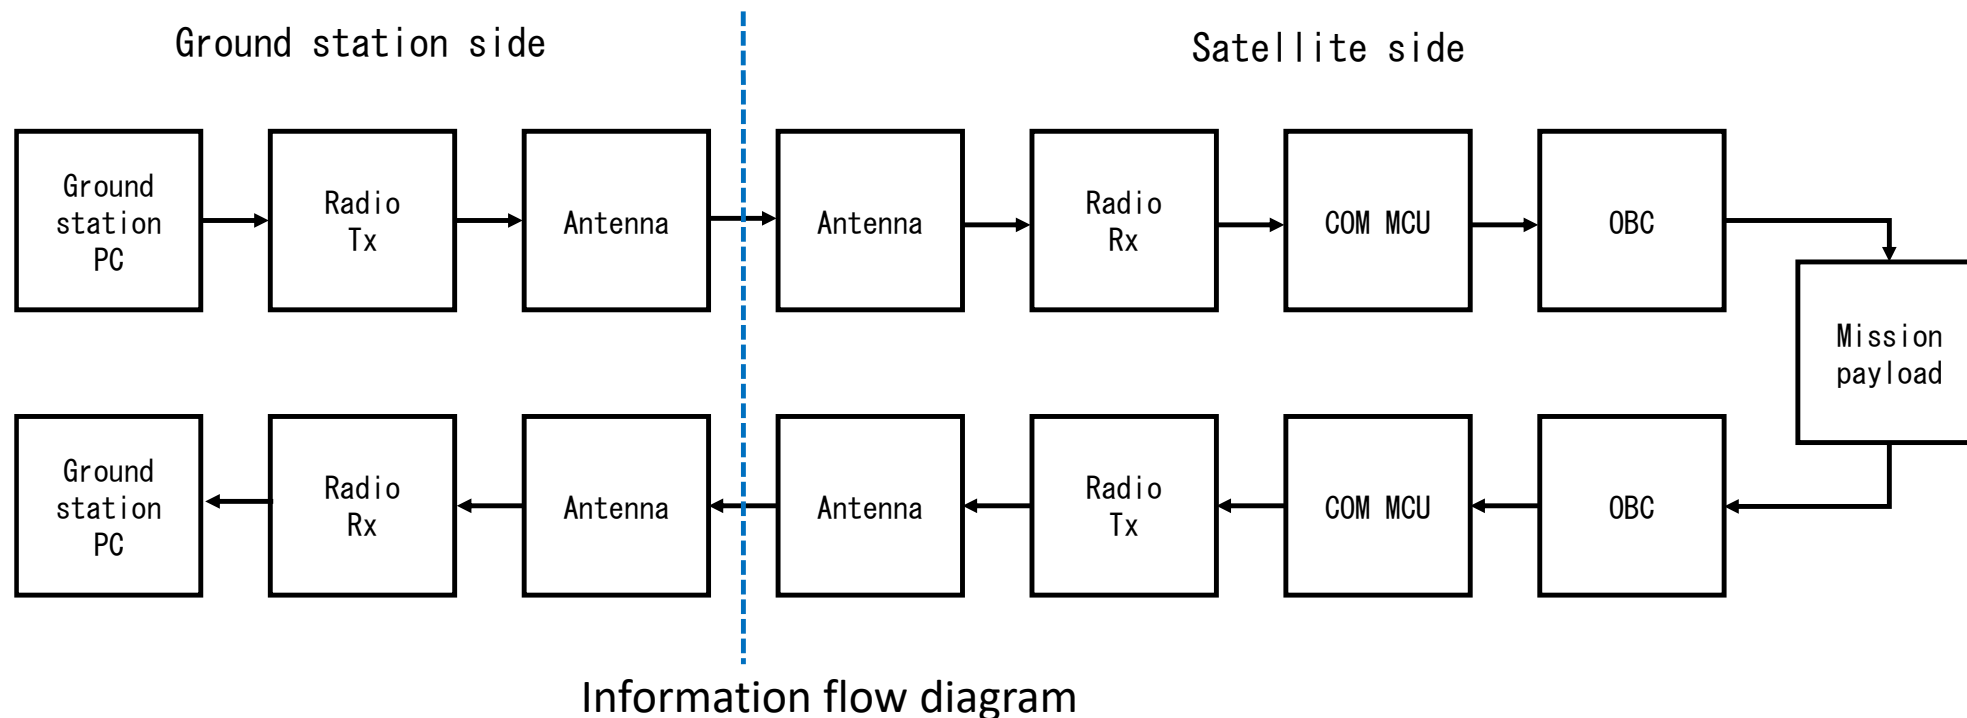 Ground station side
Satellite side
Ground
station
PC
Radio
Tx
Antenna
Antenna
Radio
Rx
COM MCU
OBC
Mission
payload
Ground
station
PC
Radio
Rx
Antenna
Antenna
Radio
Tx
COM MCU
OBC
Information flow diagram